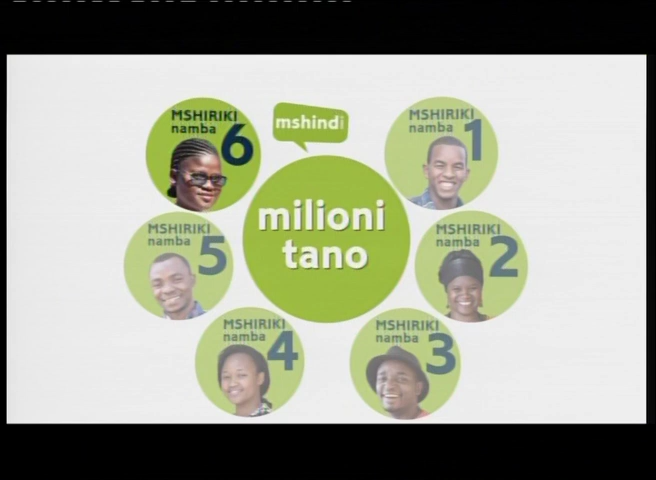 MSHIRIKI
namba 6
mshindi
MSHIRIKI
namba 1
milioni
tano
MSHIRIKI
namba 5
MSHIRIKI
namba 2
MSHIRIKI
namba 4
MSHIRIKI
namba 3